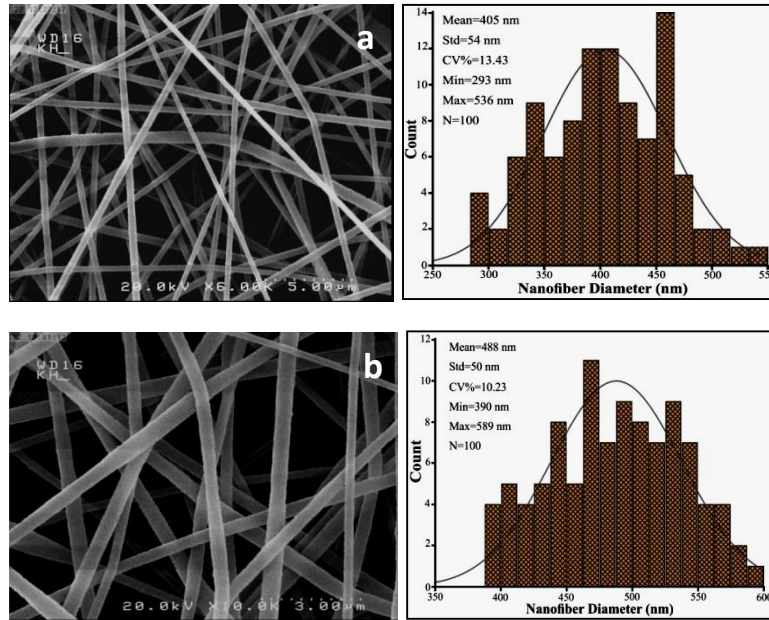 WD16
KH_
a
20.0kV X6.00K 5.00µm
14
12
10
8
6
4
2
0
Count
Mean=405 nm
Std=54 nm
CV%=13.43
Min=293 nm
Max=536 nm
N=100
250 300 350 400 450 500 550
Nanofiber Diameter (nm)
WD16
KH_
b
20.0kV X10.0K 3.00µm
12
10
8
6
4
2
0
Count
Mean=488 nm
Std=50 nm
CV%=10.23
Min=390 nm
Max=589 nm
N=100
350 400 450 500 550 600
Nanofiber Diameter (nm)